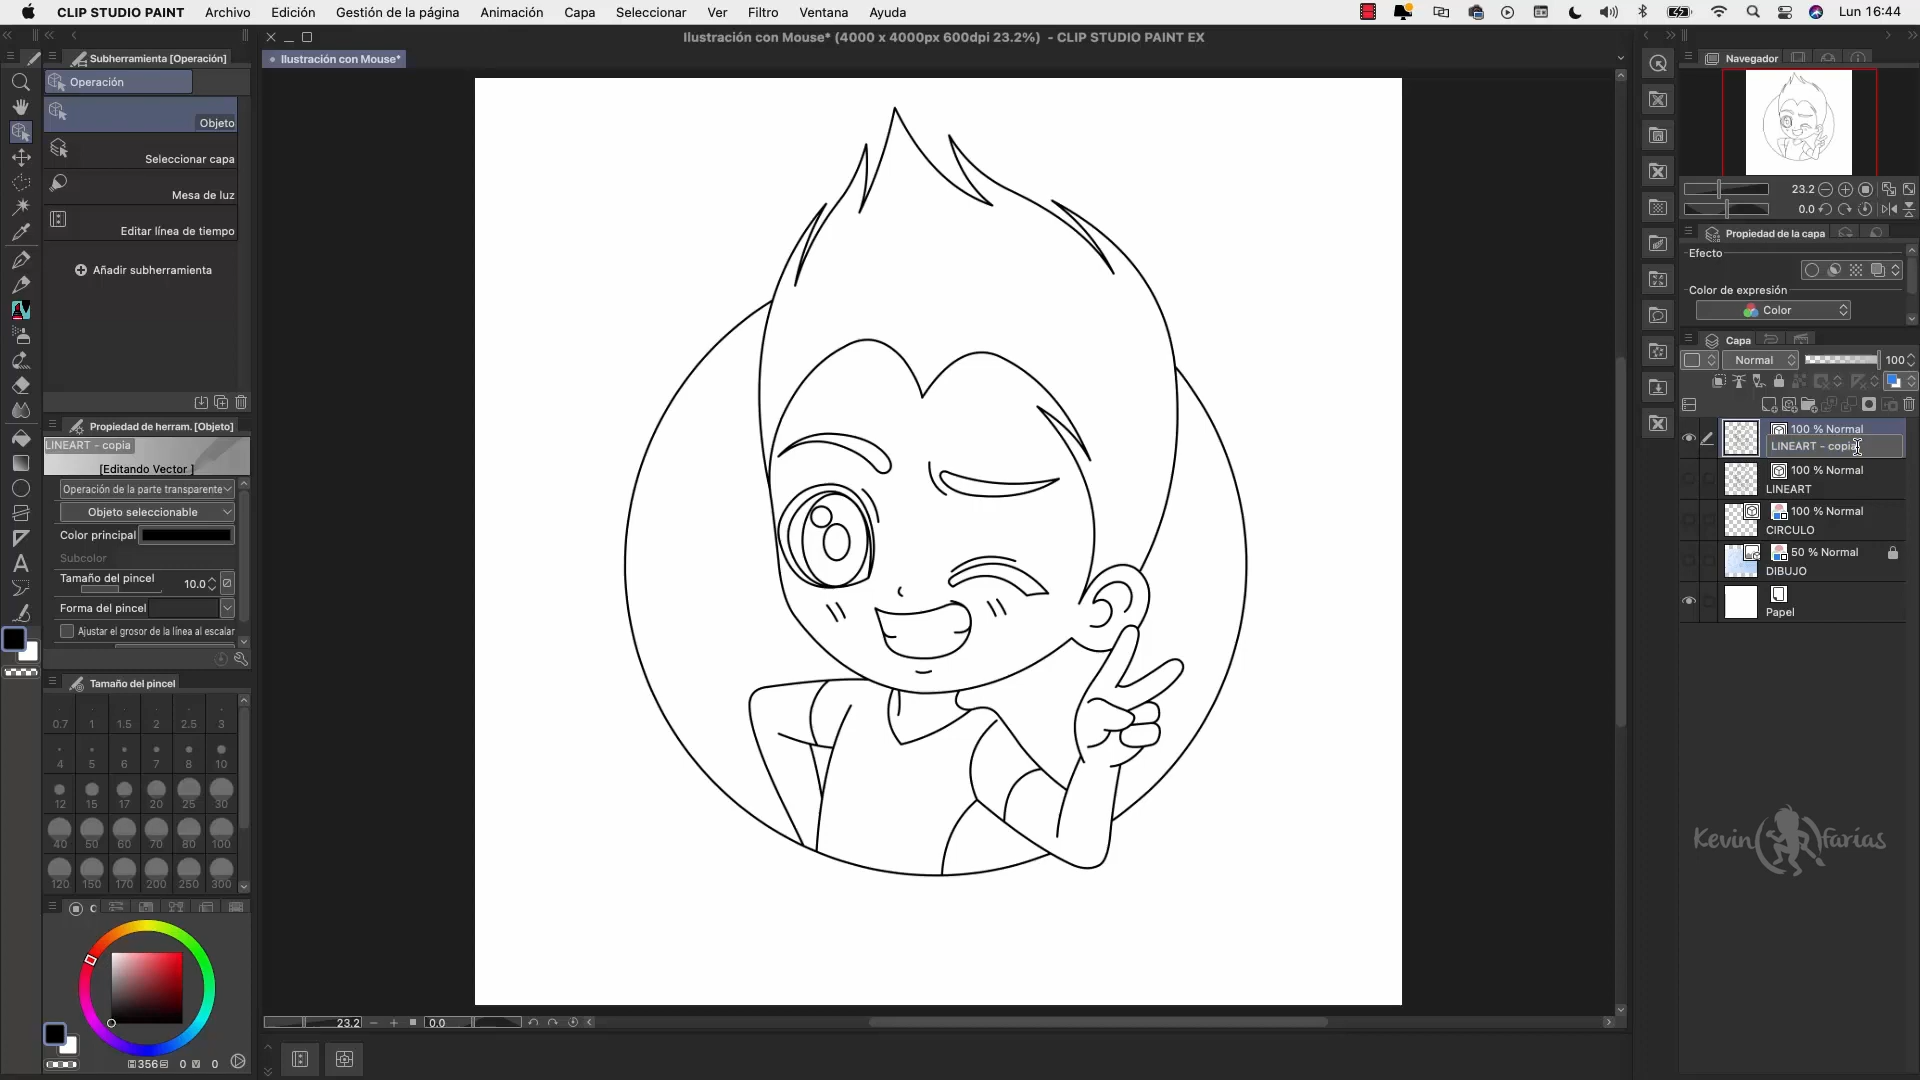 CLIP STUDIO PAINT Archivo Edición Gestión de la página Animación Capa Seleccionar Ver Filtro Ventana Ayuda Lun 16:44
Ilustración con Mouse* (4000 x 4000px 600dpi 23.2%) - CLIP STUDIO PAINT EX
Ilustración con Mouse*
Subherramienta [Operación]
Operación
Objeto
Seleccionar capa
Mesa de luz
Editar línea de tiempo
Añadir subherramienta
Propiedad de herram. [Objeto]
LINEART - copia
[Editando Vector ]
Operación de la parte transparente
Objeto seleccionable
Color principal
Subcolor
Tamaño del pincel 10.0
Forma del pincel
Ajustar el grosor de la línea al escalar
Tamaño del pincel
0.7 1 1.5 2 2.5 3
4 5 6 7 8 10
12 15 17 20 25 30
40 50 60 70 80 100
120 150 170 200 250 300
356 0 0
23.2 0.0
Navegador
23.2
0.0
Propiedad de la capa
Efecto
Color de expresión
Color
Capa
Normal 100
100 % Normal
LINEART - copia
100 % Normal
LINEART
100 % Normal
CIRCULO
50 % Normal
DIBUJO
Papel
Kevin farias